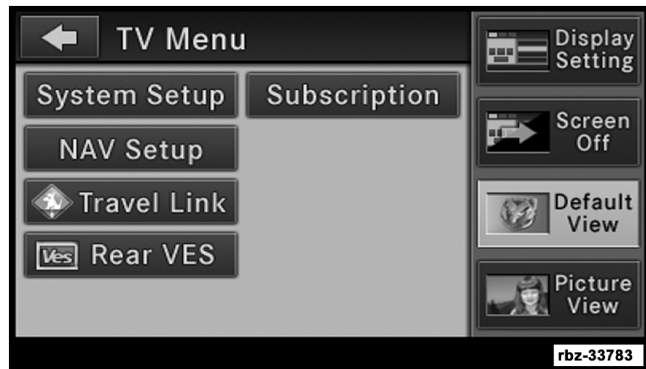 TV Menu
System Setup
Subscription
NAV Setup
Travel Link
Ves Rear VES
Display
Setting
Screen
Off
Default
View
Picture
View
rbz-33783